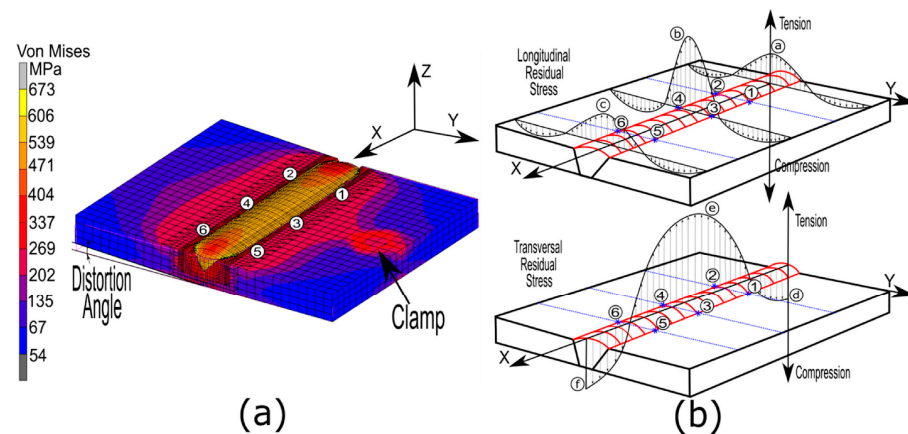 Von Mises
MPa
673
606
539
471
404
337
269
202
135
67
54
Z
X
Y
②
①
④
③
⑥
⑤
Distortion
Angle
Clamp
(a)
Longitudinal
Residual
Stress
Tension
ⓑ
ⓐ
ⓒ
Y
②
①
④
③
⑥
⑤
X
Compression
Transversal
Residual
Stress
Tension
ⓔ
Y
②
①
ⓓ
④
③
⑥
⑤
X
ⓕ
Compression
(b)